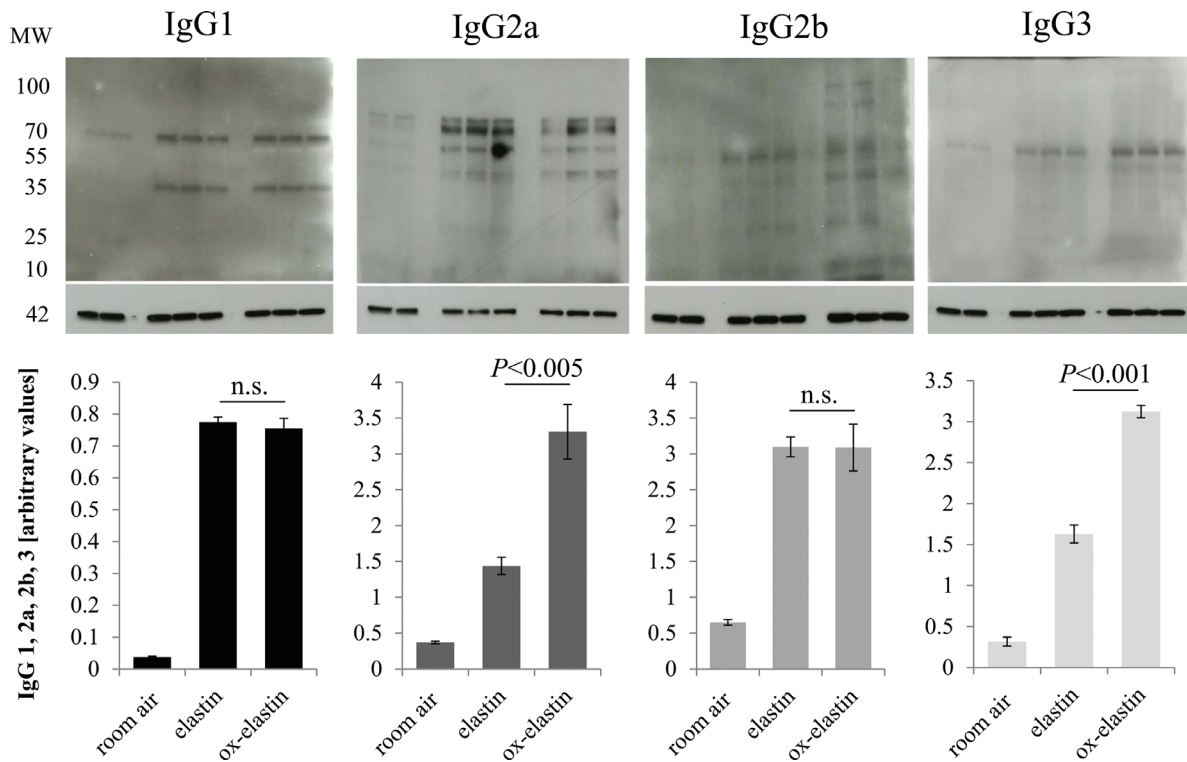 IgG1 IgG2a IgG2b IgG3
MW
100
70
55
35
25
10
42
IgG 1, 2a, 2b, 3 [arbitrary values]
0.9
0.8
0.7
0.6
0.5
0.4
0.3
0.2
0.1
0
n.s.
room air
elastin
ox-elastin
4
3.5
3
2.5
2
1.5
1
0.5
0
P<0.005
room air
elastin
ox-elastin
4
3.5
3
2.5
2
1.5
1
0.5
0
n.s.
room air
elastin
ox-elastin
3.5
3
2.5
2
1.5
1
0.5
0
P<0.001
room air
elastin
ox-elastin